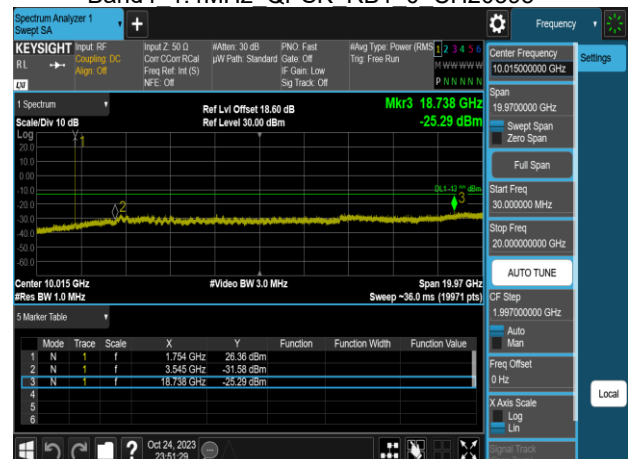 Spectrum Analyzer 1
Swept SA
+
Frequency
KEYSIGHT
RL
LXI
Input: RF
Coupling: DC
Align: Off
Input Z: 50 Ω
Corr CCorr RCal
Freq Ref: Int (S)
NFE: Off
#Atten: 30 dB
µW Path: Standard
PNO: Fast
Gate: Off
IF Gain: Low
Sig Track: Off
#Avg Type: Power (RMS
Trig: Free Run
1 2 3 4 5 6
M W W W W W
P N N N N N
1 Spectrum
Scale/Div 10 dB
Log
Ref Lvl Offset 18.60 dB
Ref Level 30.00 dBm
Mkr3 18.738 GHz
-25.29 dBm
20.0
10.0
0.00
-10.0
-20.0
-30.0
-40.0
-50.0
-60.0
1
2
3
Center 10.015 GHz
#Res BW 1.0 MHz
#Video BW 3.0 MHz
Span 19.97 GHz
Sweep ~36.0 ms (19971 pts)
5 Marker Table
Mode Trace Scale X Y Function Function Width Function Value
1 N 1 f 1.754 GHz 26.36 dBm
2 N 1 f 3.545 GHz -31.58 dBm
3 N 1 f 18.738 GHz -25.29 dBm
4
5
6
?
Oct 24, 2023
23:51:29
Center Frequency
10.015000000 GHz
Settings
Span
19.9700000 GHz
Swept Span
Zero Span
Full Span
Start Freq
30.000000 MHz
Stop Freq
20.000000000 GHz
AUTO TUNE
CF Step
1.997000000 GHz
Auto
Man
Freq Offset
0 Hz
X Axis Scale
Log
Lin
Local
Signal Track